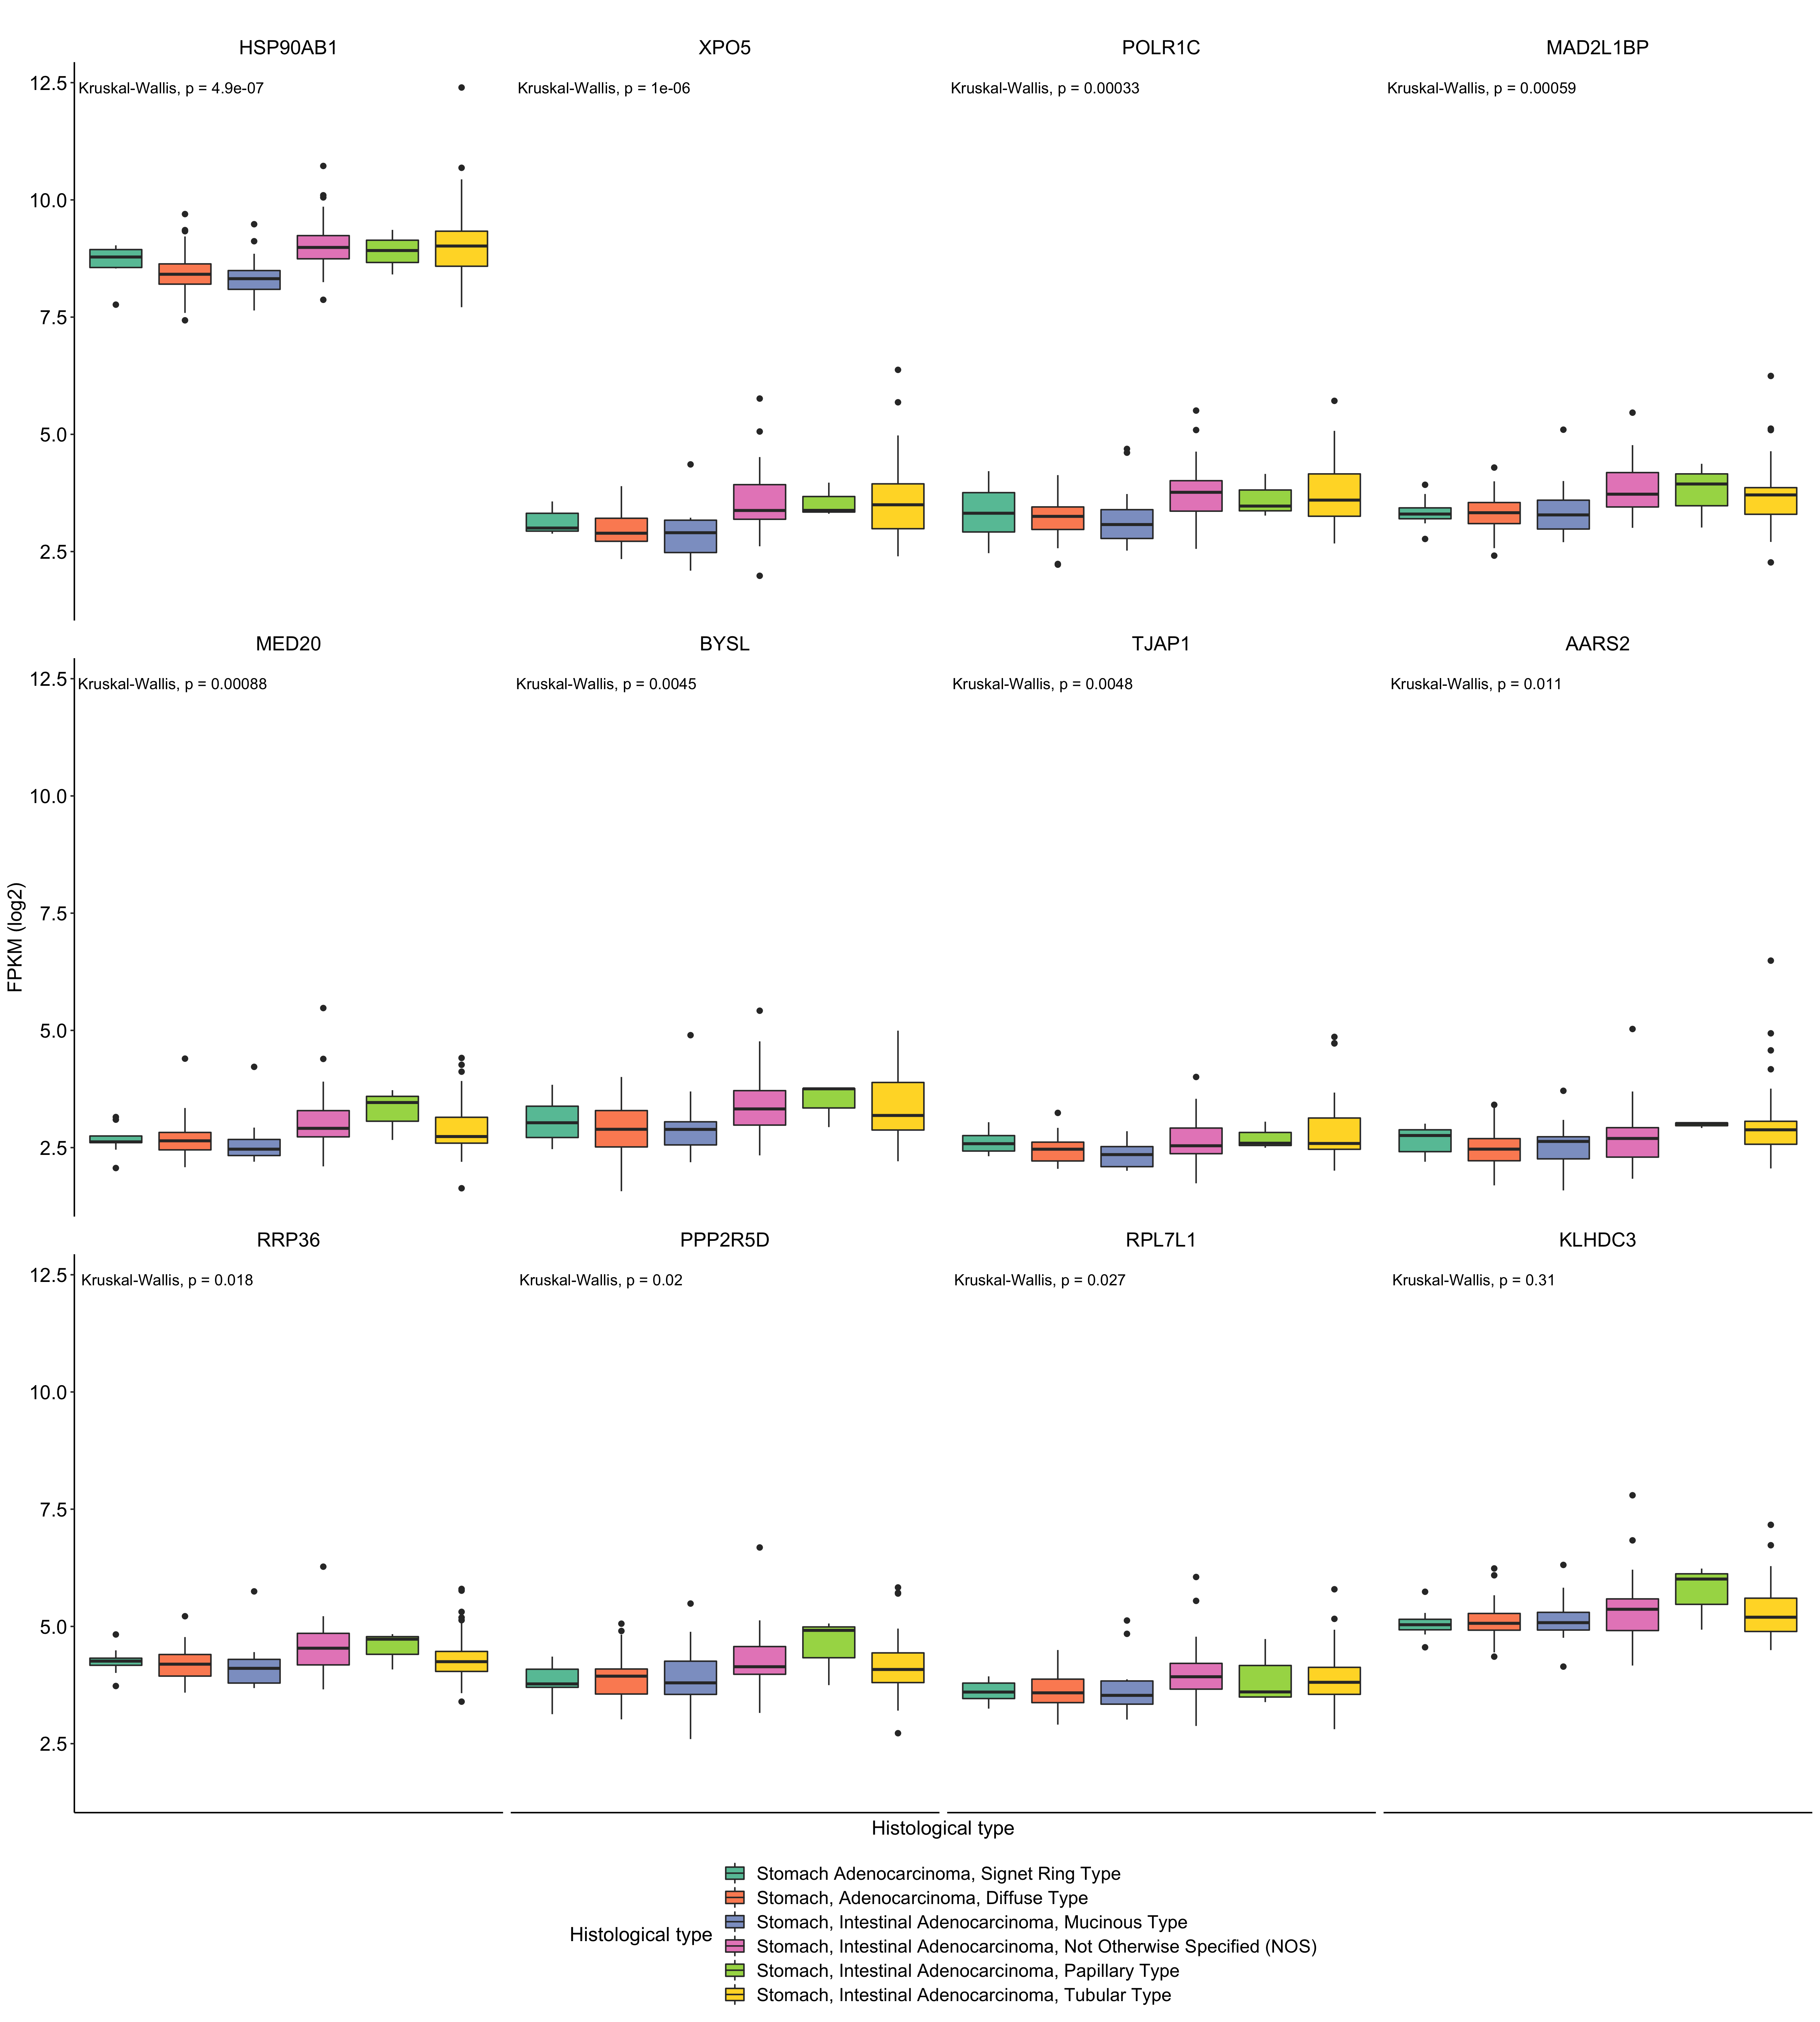 HSP90AB1
XPO5
POLR1C
MAD2L1BP
12.5
Kruskal-Wallis, p = 4.9e-07
Kruskal-Wallis, p = 1e-06
Kruskal-Wallis, p = 0.00033
Kruskal-Wallis, p = 0.00059
10.0
7.5
5.0
2.5
MED20
BYSL
TJAP1
AARS2
12.5
Kruskal-Wallis, p = 0.00088
Kruskal-Wallis, p = 0.0045
Kruskal-Wallis, p = 0.0048
Kruskal-Wallis, p = 0.011
10.0
7.5
FPKM (log2)
5.0
2.5
RRP36
PPP2R5D
RPL7L1
KLHDC3
12.5
Kruskal-Wallis, p = 0.018
Kruskal-Wallis, p = 0.02
Kruskal-Wallis, p = 0.027
Kruskal-Wallis, p = 0.31
10.0
7.5
5.0
2.5
Histological type
Histological type
Stomach Adenocarcinoma, Signet Ring Type
Stomach, Adenocarcinoma, Diffuse Type
Stomach, Intestinal Adenocarcinoma, Mucinous Type
Stomach, Intestinal Adenocarcinoma, Not Otherwise Specified (NOS)
Stomach, Intestinal Adenocarcinoma, Papillary Type
Stomach, Intestinal Adenocarcinoma, Tubular Type